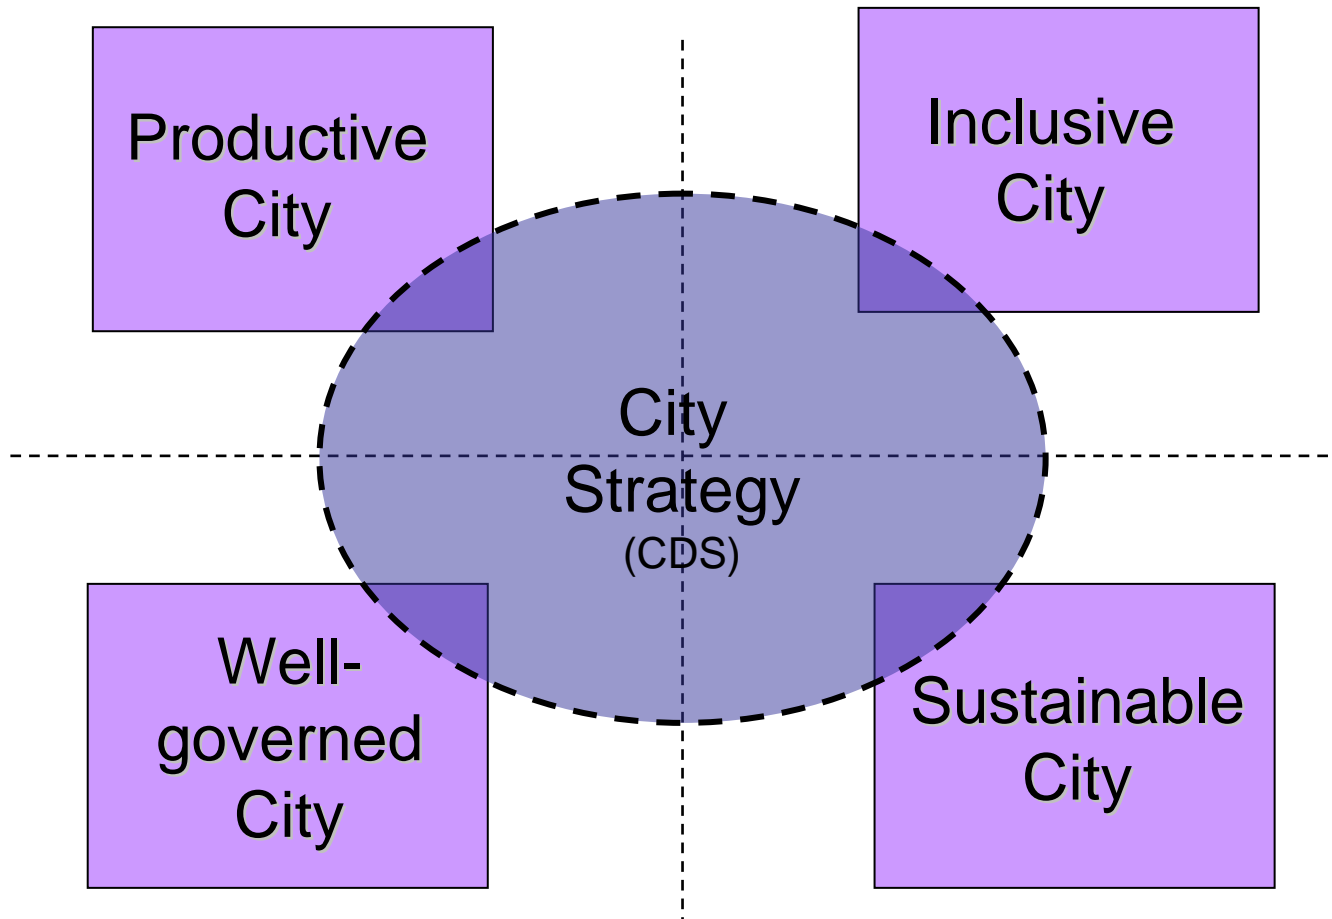 Productive
City
Inclusive
City
City
Strategy
(CDS)
Well-
governed
City
Sustainable
City